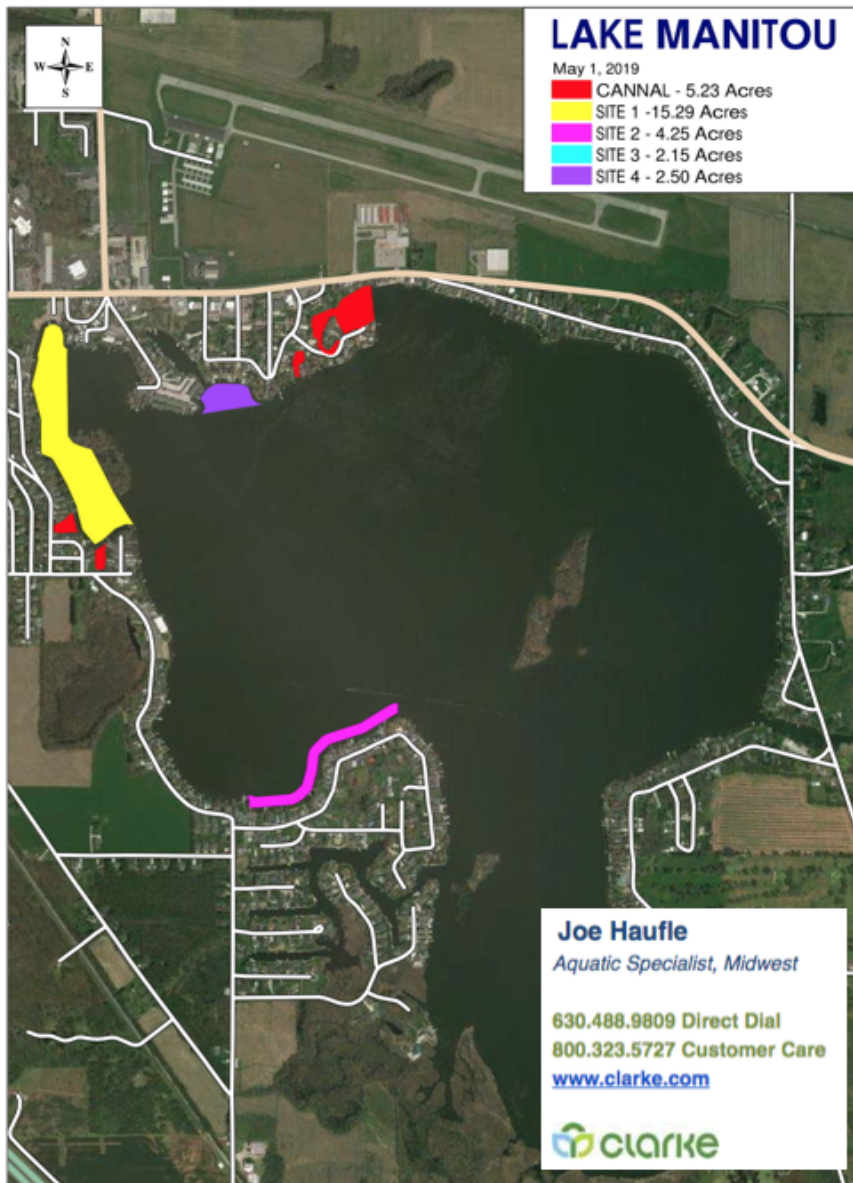 N
W E
S
LAKE MANITOU
May 1, 2019
CANNAL - 5.23 Acres
SITE 1 -15.29 Acres
SITE 2 - 4.25 Acres
SITE 3 - 2.15 Acres
SITE 4 - 2.50 Acres
Joe Haufle
Aquatic Specialist, Midwest
630.488.9809 Direct Dial
800.323.5727 Customer Care
www.clarke.com
CLARKE